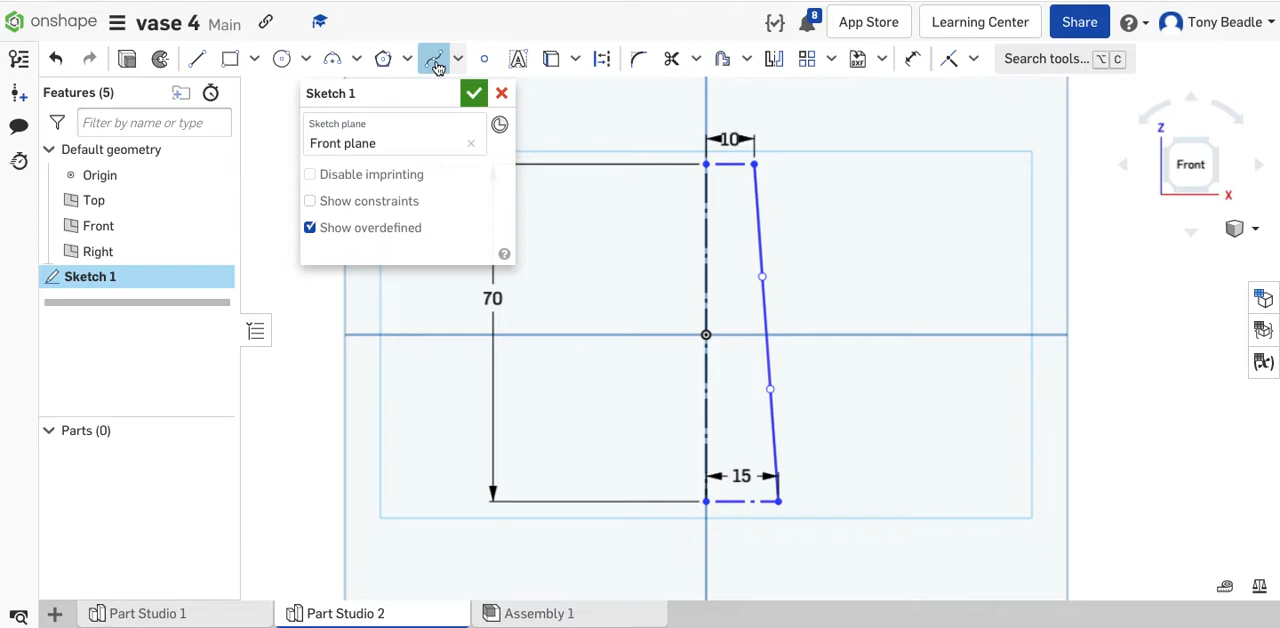 onshape
vase 4 Main
8
App Store
Learning Center
Share
Tony Beadle
Search tools... ⌥ C
Features (5)
Filter by name or type
Default geometry
Origin
Top
Front
Right
Sketch 1
Parts (0)
Sketch 1
Sketch plane
Front plane
Disable imprinting
Show constraints
Show overdefined
10
70
15
Z
Front
X
Part Studio 1
Part Studio 2
Assembly 1